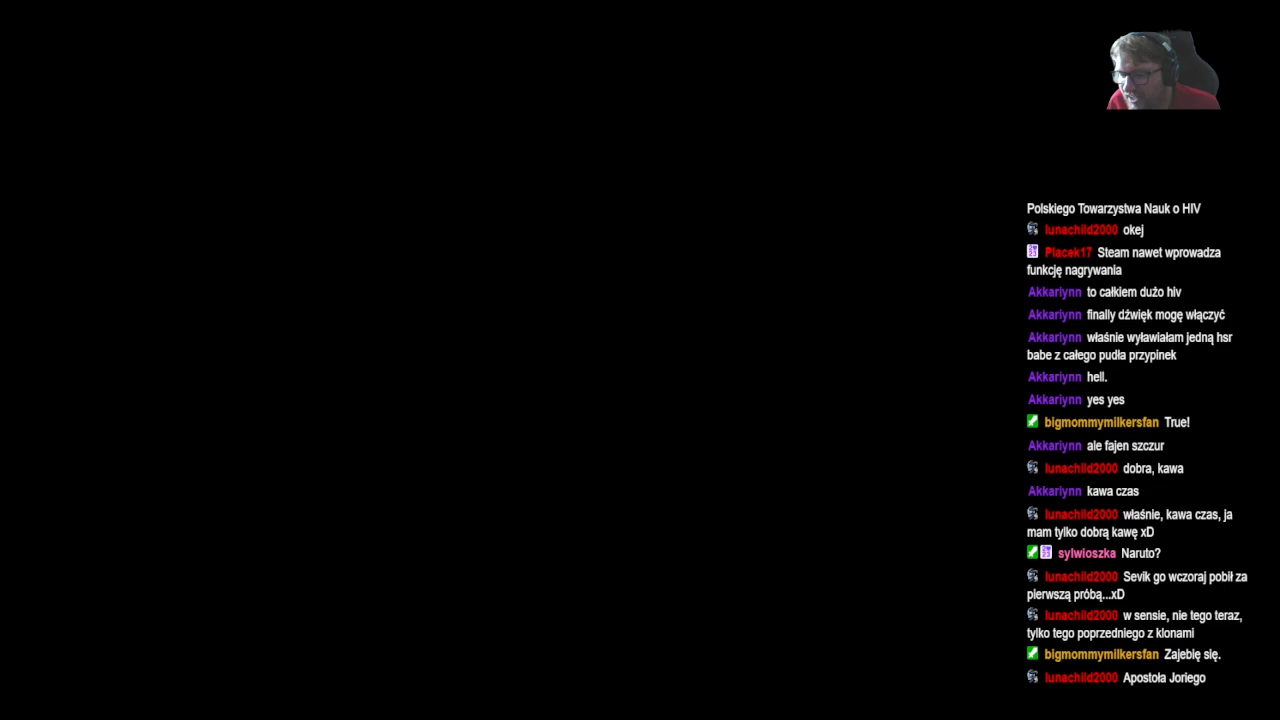 Polskiego Towarzystwa Nauk o HIV
lunachild2000 okej
Placek17 Steam nawet wprowadza
funkcję nagrywania
Akkariynn to całkiem dużo hiv
Akkariynn finally dźwięk mogę włączyć
Akkariynn właśnie wyławiałam jedną hsr
babe z całego pudła przypinek
Akkariynn hell.
Akkariynn yes yes
bigmommymilkersfan True!
Akkariynn ale fajen szczur
lunachild2000 dobra, kawa
Akkariynn kawa czas
lunachild2000 właśnie, kawa czas, ja
mam tylko dobrą kawę xD
sylwioszka Naruto?
lunachild2000 Sevik go wczoraj pobił za
pierwszą próbą...xD
lunachild2000 w sensie, nie tego teraz,
tylko tego poprzedniego z klonami
bigmommymilkersfan Zajebię się.
lunachild2000 Apostoła Joriego